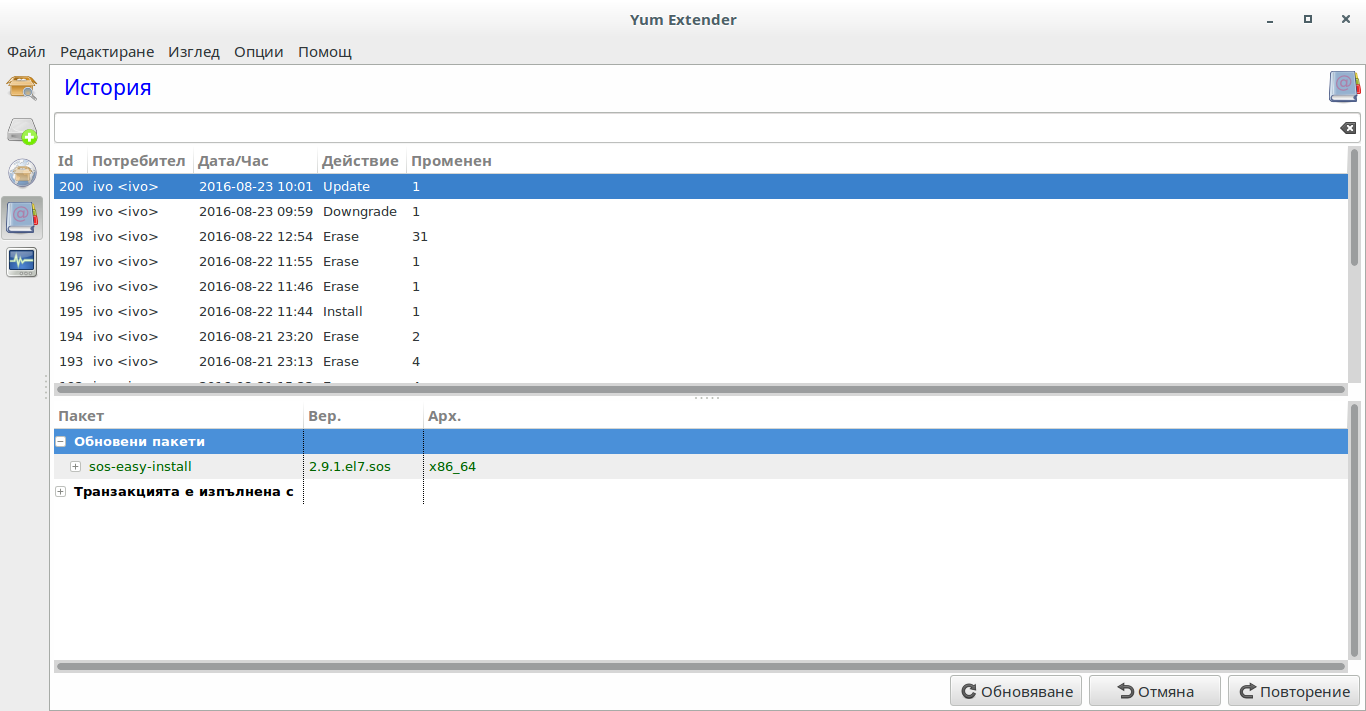 Yum Extender
Файл Редактиране Изглед Опции Помощ
История
Id Потребител Дата/Час Действие Променен
200 ivo <ivo> 2016-08-23 10:01 Update 1
199 ivo <ivo> 2016-08-23 09:59 Downgrade 1
198 ivo <ivo> 2016-08-22 12:54 Erase 31
197 ivo <ivo> 2016-08-22 11:55 Erase 1
196 ivo <ivo> 2016-08-22 11:46 Erase 1
195 ivo <ivo> 2016-08-22 11:44 Install 1
194 ivo <ivo> 2016-08-21 23:20 Erase 2
193 ivo <ivo> 2016-08-21 23:13 Erase 4
Пакет Вер. Арх.
Обновени пакети
sos-easy-install 2.9.1.el7.sos x86_64
Транзакцията е изпълнена с
Обновяване Отмяна Повторение